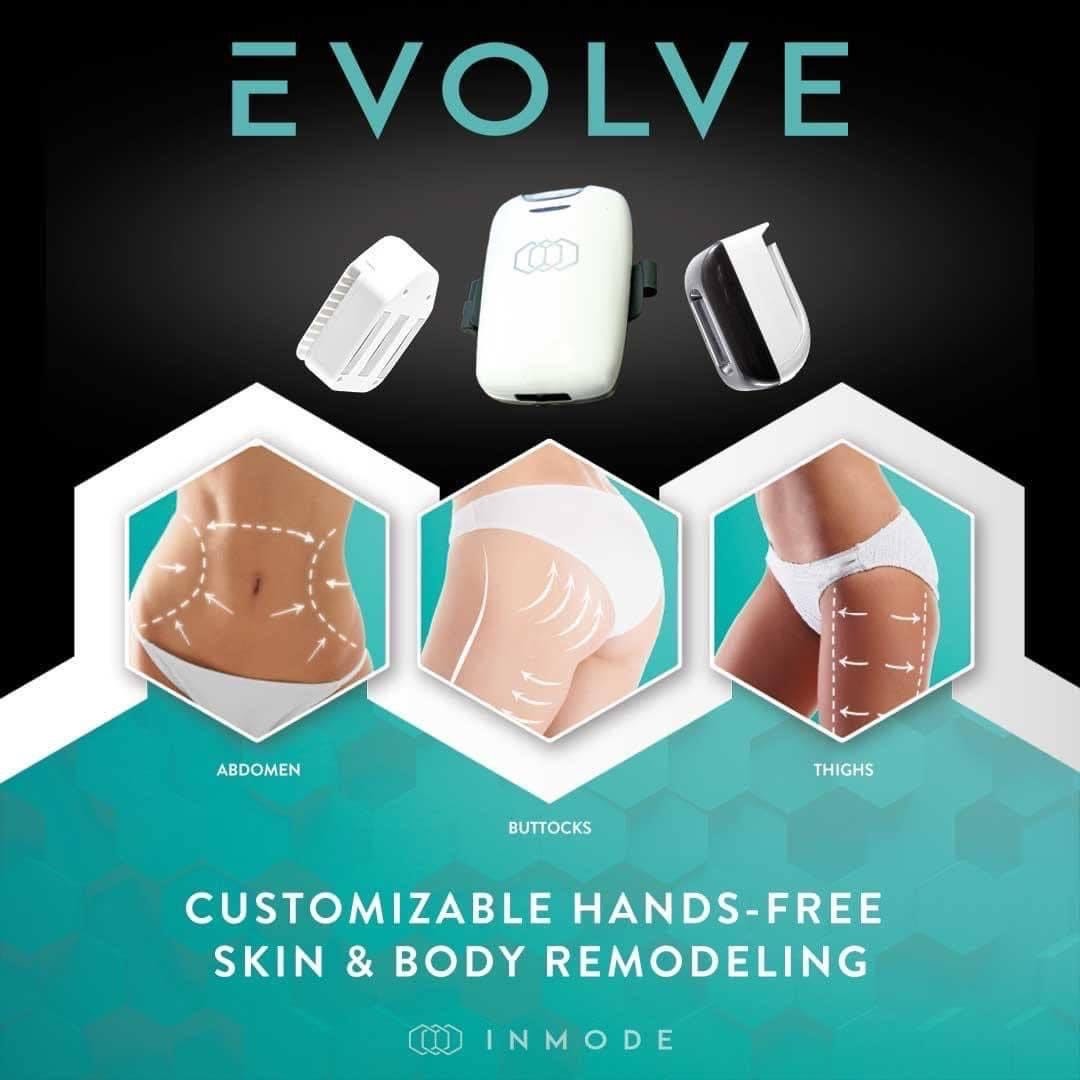 EVOLVE
ABDOMEN
THIGHS
BUTTOCKS
CUSTOMIZABLE HANDS-FREE
SKIN & BODY REMODELING
INMODE